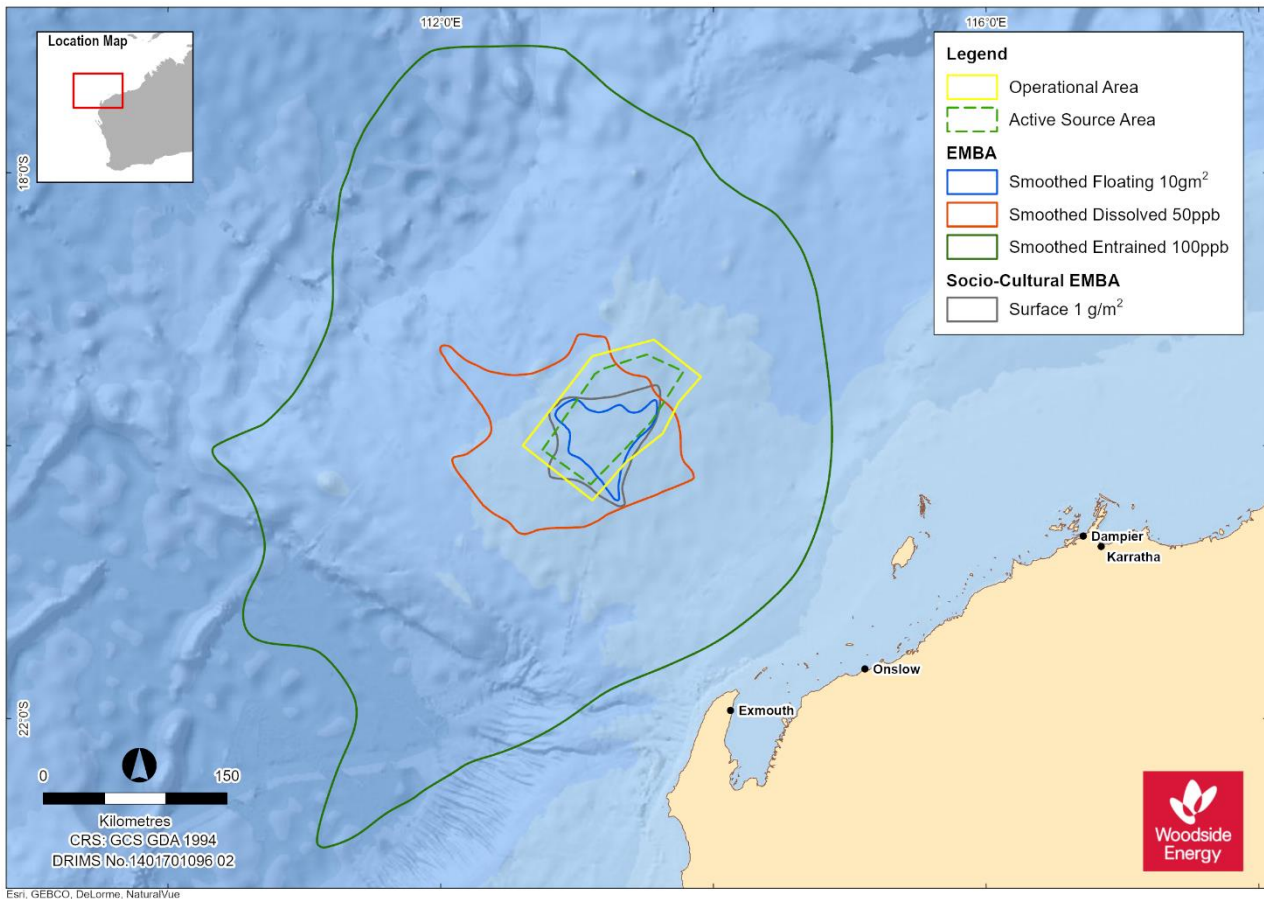 112°0'E
116°0'E
Location Map
18°0'S
22°0'S
Legend
Operational Area
Active Source Area
EMBA
Smoothed Floating 10gm²
Smoothed Dissolved 50ppb
Smoothed Entrained 100ppb
Socio-Cultural EMBA
Surface 1 g/m²
Dampier
Karratha
Onslow
Exmouth
0 150
Kilometres
CRS: GCS GDA 1994
DRIMS No.1401701096 02
Woodside
Energy
Esri, GEBCO, DeLorme, NaturalVue